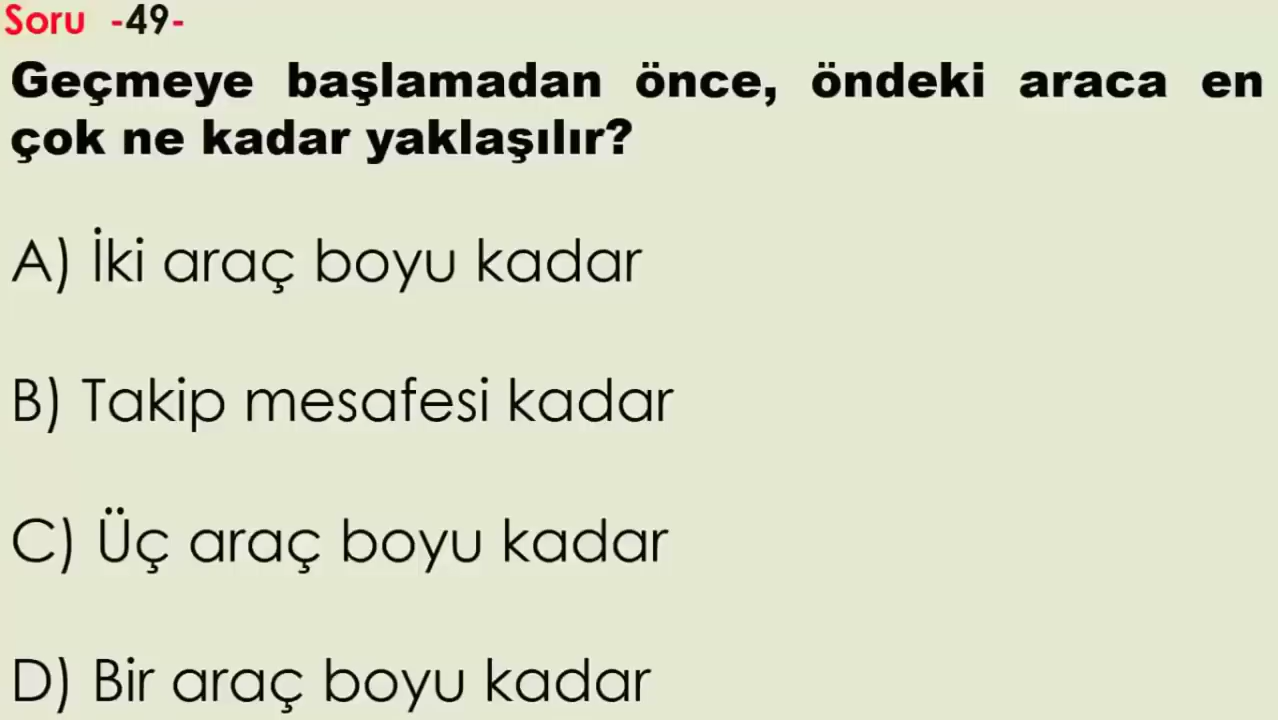 Soru -49-
Geçmeye başlamadan önce, öndeki araca en
çok ne kadar yaklaşılır?
A) İki araç boyu kadar
B) Takip mesafesi kadar
C) Üç araç boyu kadar
D) Bir araç boyu kadar